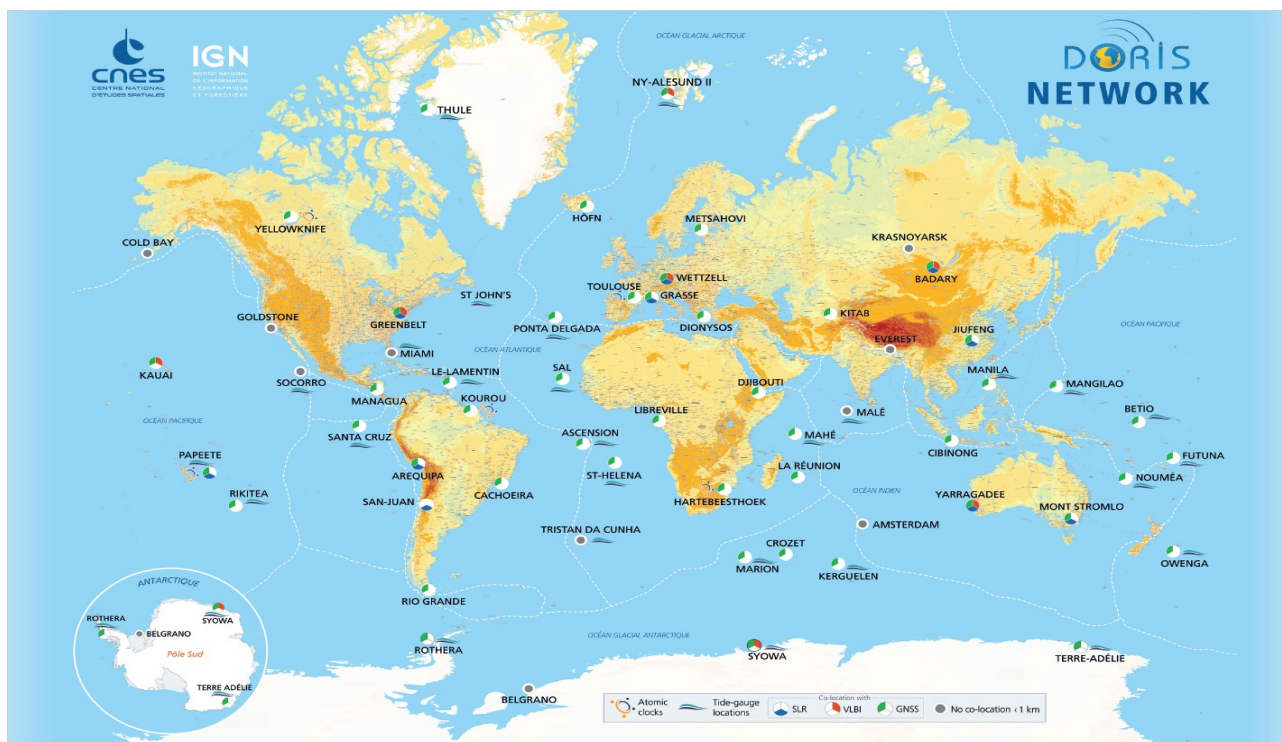 cnes
CENTRE NATIONAL
D'ÉTUDES SPATIALES
IGN
INSTITUT NATIONAL
DE L'INFORMATION
GÉOGRAPHIQUE
ET FORESTIÈRE
OCÉAN GLACIAL ARCTIQUE
DORIS
NETWORK
NY-ALESUND II
THULE
HÖFN
METSAHOVI
YELLOWKNIFE
COLD BAY
KRASNOYARSK
BADARY
WETTZELL
TOULOUSE
GRASSE
ST JOHN'S
GOLDSTONE
GREENBELT
PONTA DELGADA
DIONYSOS
KITAB
JIUFENG
OCÉAN PACIFIQUE
EVEREST
MIAMI
OCÉAN ATLANTIQUE
KAUAI
SOCORRO
LE-LAMENTIN
SAL
MANILA
MANGILAO
MANAGUA
KOUROU
DJIBOUTI
LIBREVILLE
MALÉ
BETIO
OCÉAN PACIFIQUE
SANTA CRUZ
ASCENSION
MAHÉ
CIBINONG
PAPEETE
FUTUNA
AREQUIPA
ST-HELENA
LA RÉUNION
NOUMÉA
RIKITEA
SAN-JUAN
CACHOEIRA
HARTEBEESTHOEK
OCÉAN INDIEN
YARRAGADEE
MONT STROMLO
TRISTAN DA CUNHA
AMSTERDAM
CROZET
MARION
KERGUELEN
OWENGA
RIO GRANDE
ANTARCTIQUE
ROTHERA
SYOWA
BELGRANO
Pôle Sud
TERRE ADÉLIE
OCÉAN GLACIAL ANTARCTIQUE
ROTHERA
SYOWA
TERRE-ADÉLIE
BELGRANO
Atomic
clocks
Tide-gauge
locations
Co-location with
SLR
VLBI
GNSS
No co-location <1 km